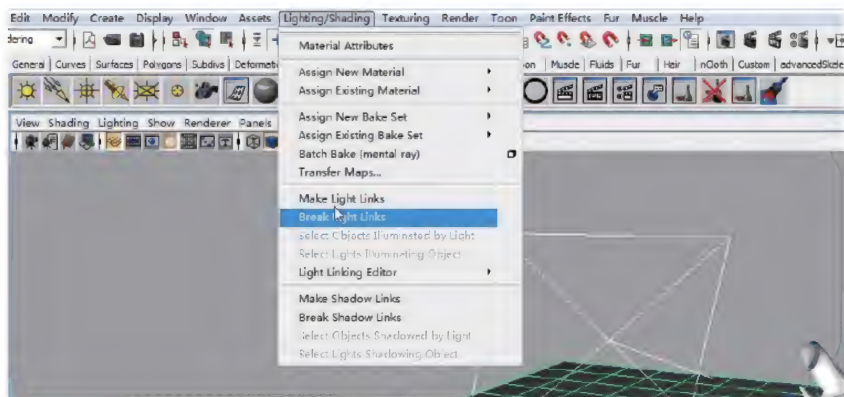 Edit Modify Create Display Window Assets Lighting/Shading Texturing Render Toon Paint Effects Fur Muscle Help
dering
General Curves Surfaces Polygons Subdivs Deformati on Muscle Fluids Fur Hair nCloth Custom advancedSkele
View Shading Lighting Show Renderer Panels
Material Attributes
Assign New Material
Assign Existing Material
Assign New Bake Set
Assign Existing Bake Set
Batch Bake (mental ray)
Transfer Maps...
Make Light Links
Break Light Links
Select Objects Illuminated by Light
Select Lights Illuminating Object
Light Linking Editor
Make Shadow Links
Break Shadow Links
Select Objects Shadowed by Light
Select Lights Shadowing Object